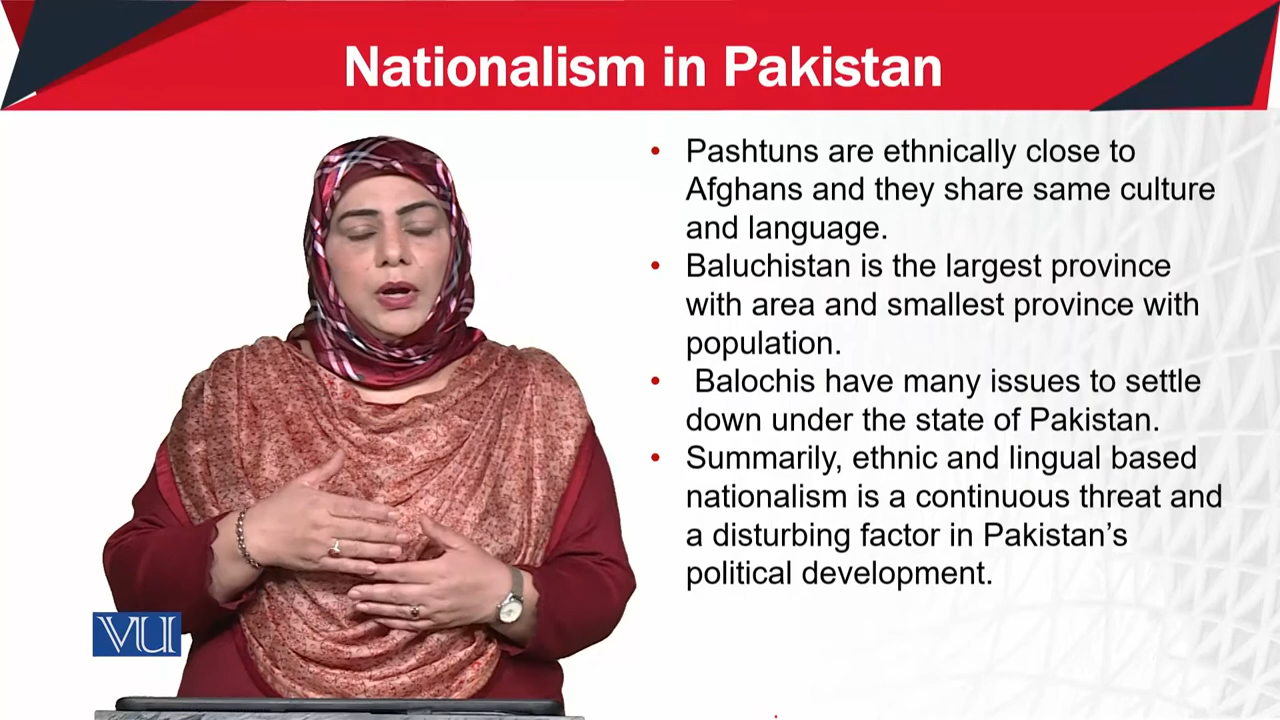 Nationalism in Pakistan
• Pashtuns are ethnically close to
Afghans and they share same culture
and language.
• Baluchistan is the largest province
with area and smallest province with
population.
• Balochis have many issues to settle
down under the state of Pakistan.
• Summarily, ethnic and lingual based
nationalism is a continuous threat and
a disturbing factor in Pakistan’s
political development.
VU